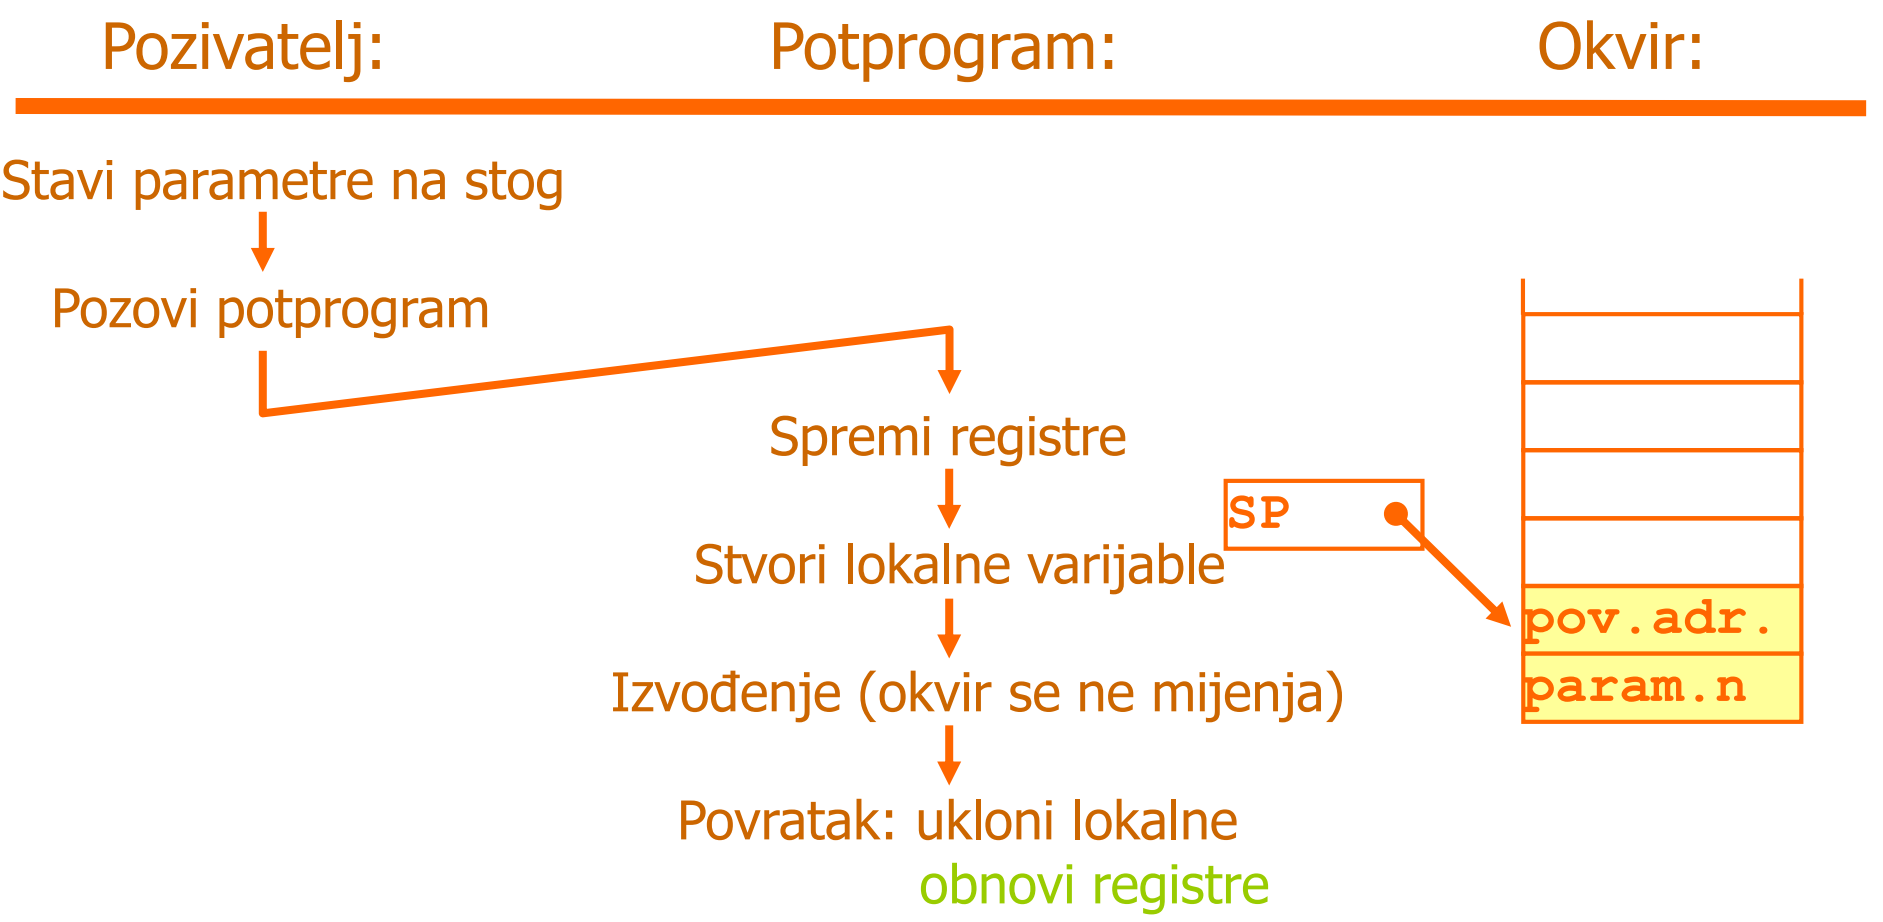 Pozivatelj:
Potprogram:
Okvir:
Stavi parametre na stog
Pozovi potprogram
Spremi registre
SP
Stvori lokalne varijable
pov.adr.
Izvođenje (okvir se ne mijenja)
param.n
Povratak: ukloni lokalne
obnovi registre